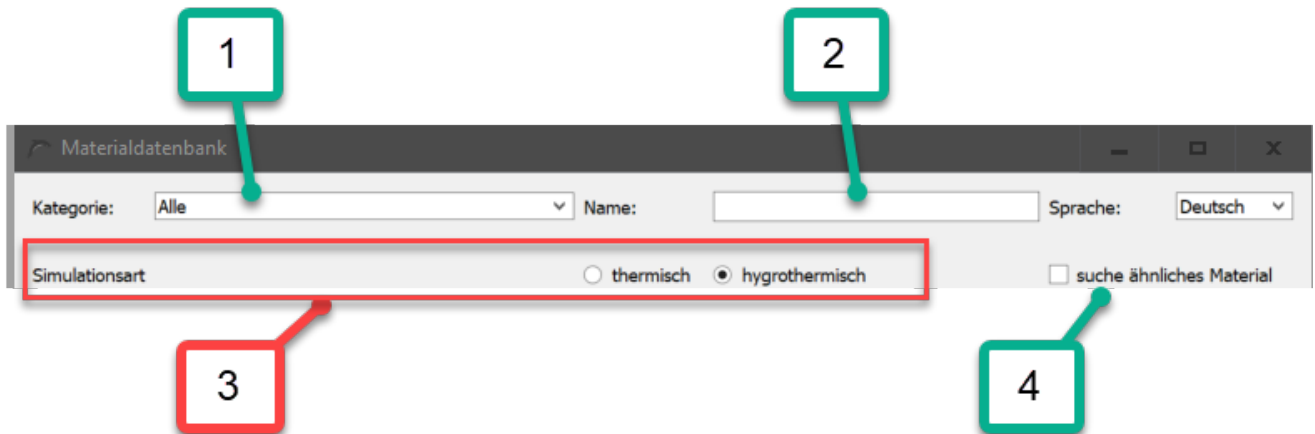 1
2
Materialdatenbank
Kategorie: Alle Name: Sprache: Deutsch
Simulationsart thermisch hygrothermisch suche ähnliches Material
3
4